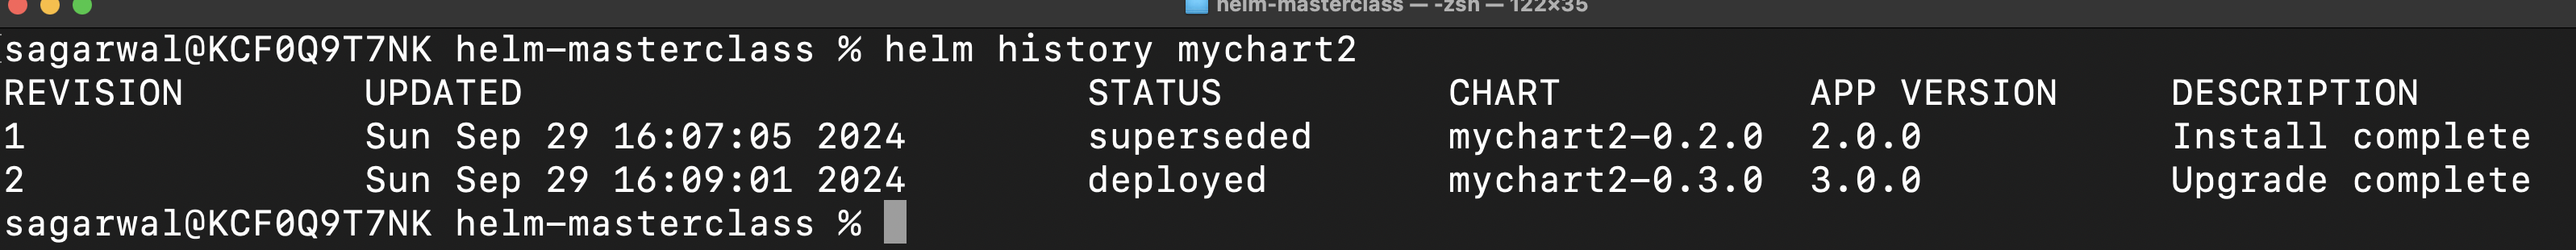 helm-masterclass — -zsh — 122×35
sagarwal@KCF0Q9T7NK helm-masterclass % helm history mychart2
REVISION UPDATED STATUS CHART APP VERSION DESCRIPTION
1 Sun Sep 29 16:07:05 2024 superseded mychart2-0.2.0 2.0.0 Install complete
2 Sun Sep 29 16:09:01 2024 deployed mychart2-0.3.0 3.0.0 Upgrade complete
sagarwal@KCF0Q9T7NK helm-masterclass %